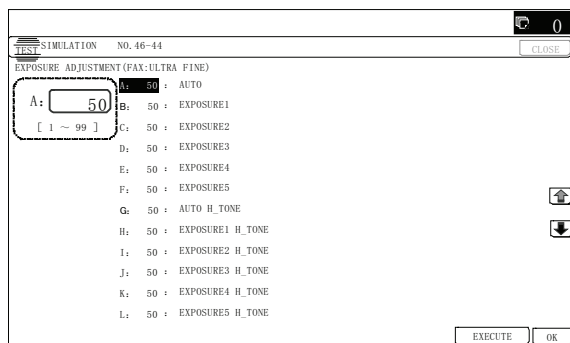 0
TEST SIMULATION NO. 46-44
CLOSE
EXPOSURE ADJUSTMENT(FAX:ULTRA FINE)
A: 50
[ 1 ~ 99 ]
A: 50 : AUTO
B: 50 : EXPOSURE1
C: 50 : EXPOSURE2
D: 50 : EXPOSURE3
E: 50 : EXPOSURE4
F: 50 : EXPOSURE5
G: 50 : AUTO H_TONE
H: 50 : EXPOSURE1 H_TONE
I: 50 : EXPOSURE2 H_TONE
J: 50 : EXPOSURE3 H_TONE
K: 50 : EXPOSURE4 H_TONE
L: 50 : EXPOSURE5 H_TONE
EXECUTE OK